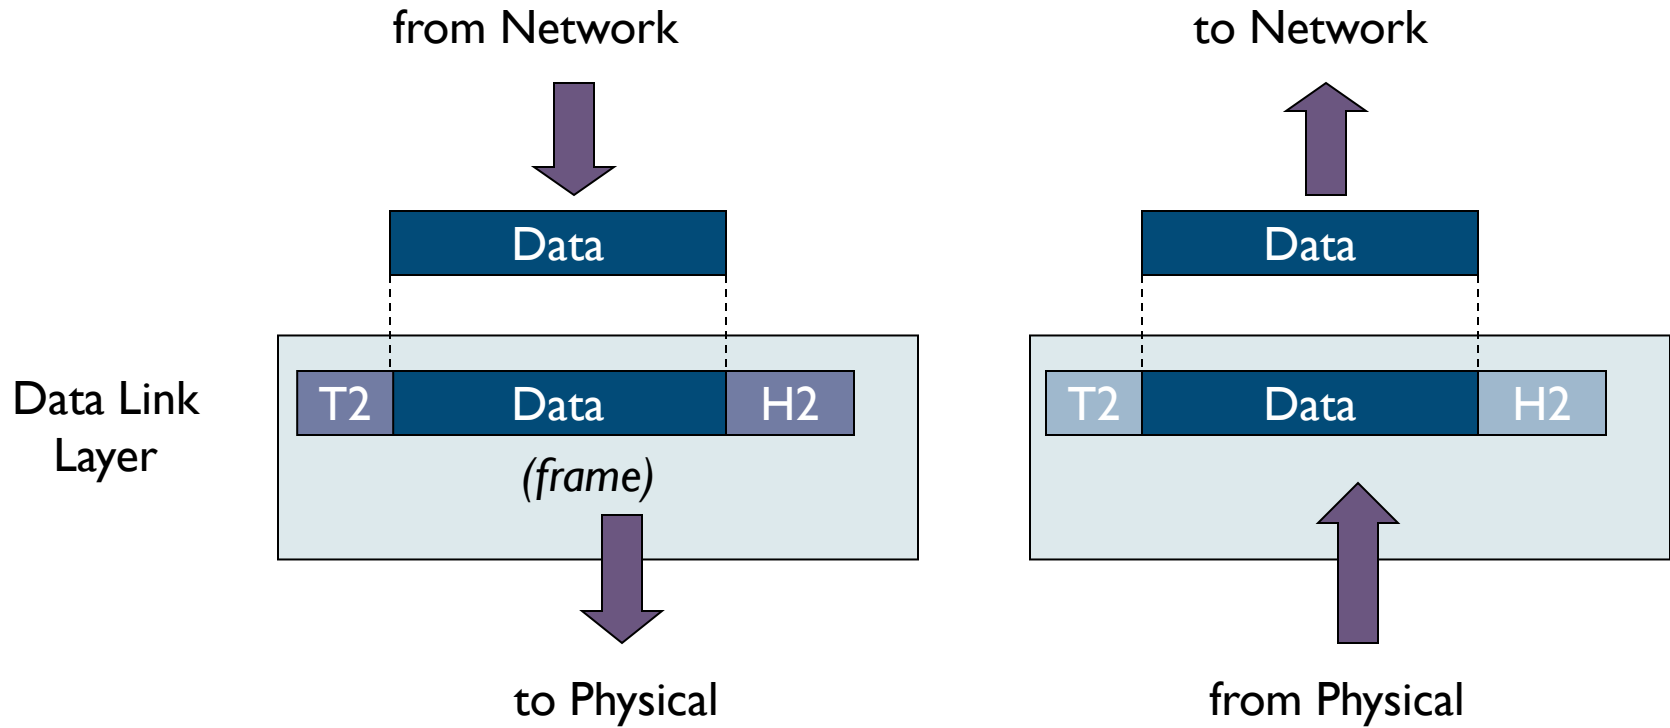 from Network
to Network
Data
Data
Data Link
Layer
T2 Data H2
(frame)
T2 Data H2
to Physical
from Physical